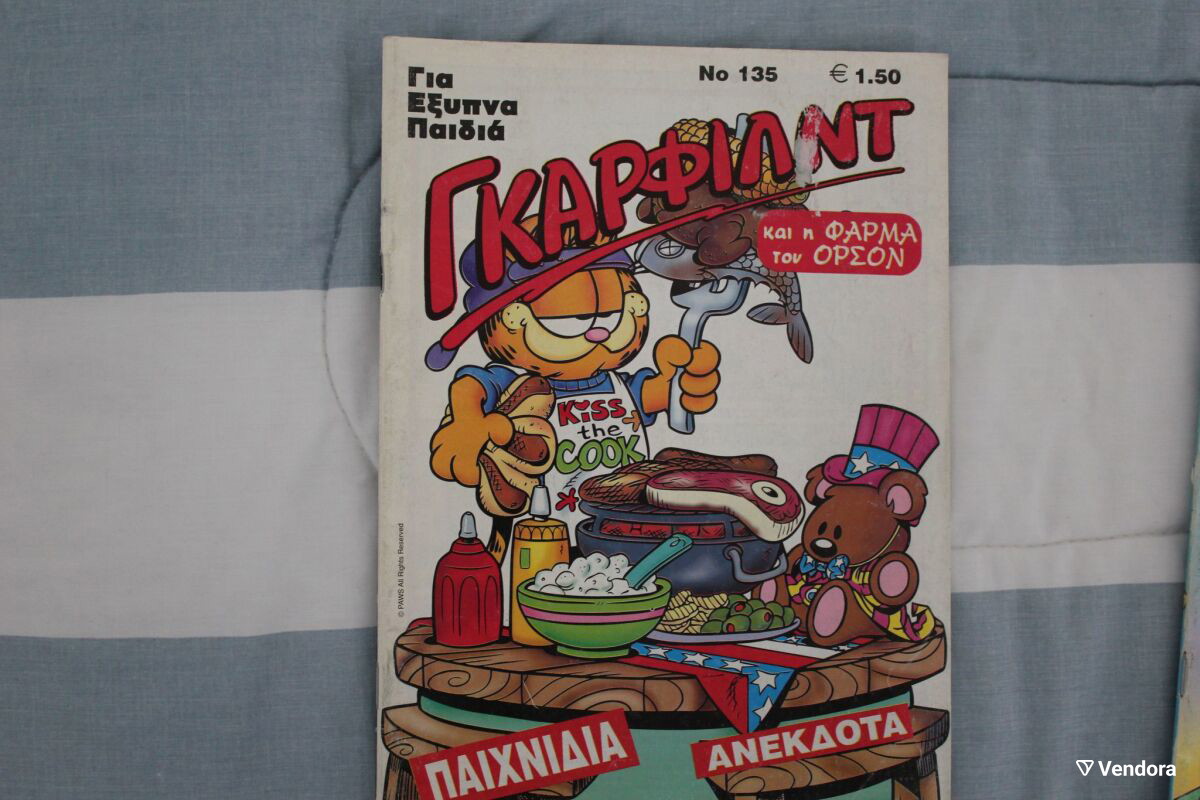 Για
Εξυπνα
Παιδιά
No 135
€ 1.50
ΓΚΑΡΦΙΛΝΤ
και η ΦΑΡΜΑ
του ΟΡΣΟΝ
KiSS
the
COOK
© PAWS All Rights Reserved
ΠΑΙΧΝΙΔΙΑ
ΑΝΕΚΔΟΤΑ
Vendora